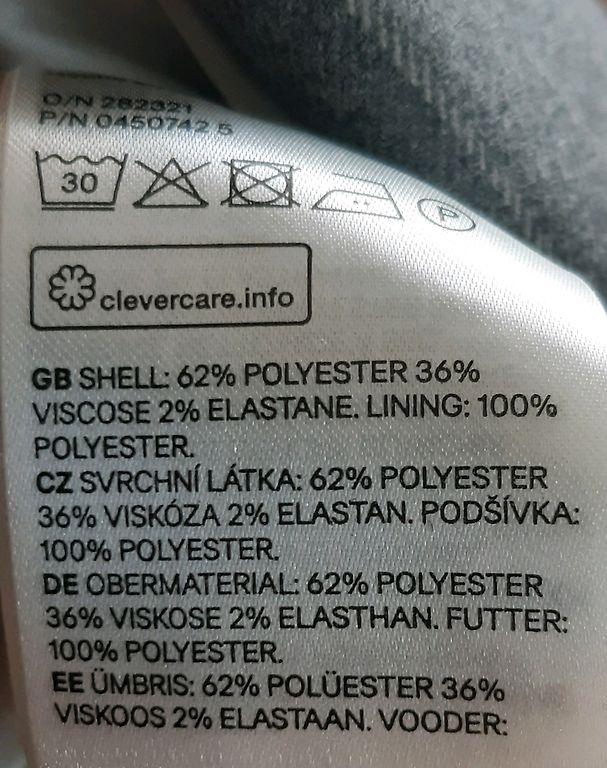 O/N 282321
P/N 0450742 5
30
P
clevercare.info
GB SHELL: 62% POLYESTER 36%
VISCOSE 2% ELASTANE. LINING: 100%
POLYESTER.
CZ SVRCHNÍ LÁTKA: 62% POLYESTER
36% VISKÓZA 2% ELASTAN. PODŠÍVKA:
100% POLYESTER.
DE OBERMATERIAL: 62% POLYESTER
36% VISKOSE 2% ELASTHAN. FUTTER:
100% POLYESTER.
EE ÜMBRIS: 62% POLÜESTER 36%
VISKOOS 2% ELASTAAN. VOODER: